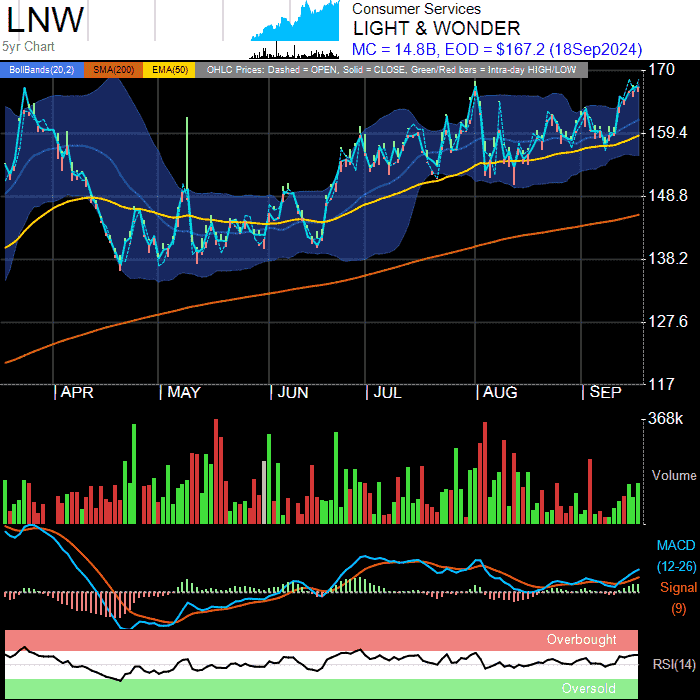 LNW
5yr Chart
Consumer Services
LIGHT & WONDER
MC = 14.8B, EOD = $167.2 (18Sep2024)
BollBands(20,2) SMA(200) EMA(50) OHLC Prices: Dashed = OPEN, Solid = CLOSE, Green/Red bars = Intra-day HIGH/LOW
170
159.4
148.8
138.2
127.6
117
APR MAY JUN JUL AUG SEP
368k
Volume
MACD
(12-26)
Signal
(9)
Overbought
RSI(14)
Oversold